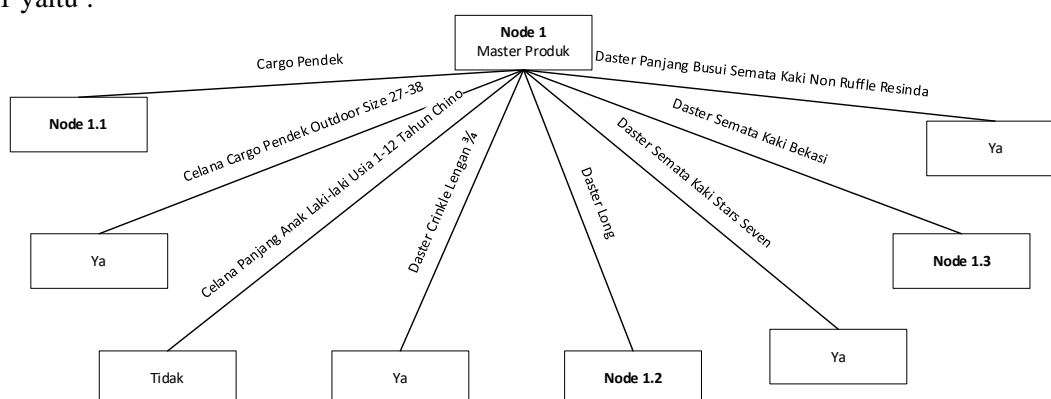 yaitu :
Node 1
Master Produk
Cargo Pendek
Daster Panjang Busui Semata Kaki Non Ruffle Resinda
Node 1.1
Celana Cargo Pendek Outdoor Size 27-38
Daster Semata Kaki Bekasi
Ya
Celana Panjang Anak Laki-laki Usia 1-12 Tahun Chino
Daster Crinkle Lengan ¾
Daster Long
Daster Semata Kaki Stars Seven
Ya
Node 1.3
Tidak
Ya
Node 1.2
Ya